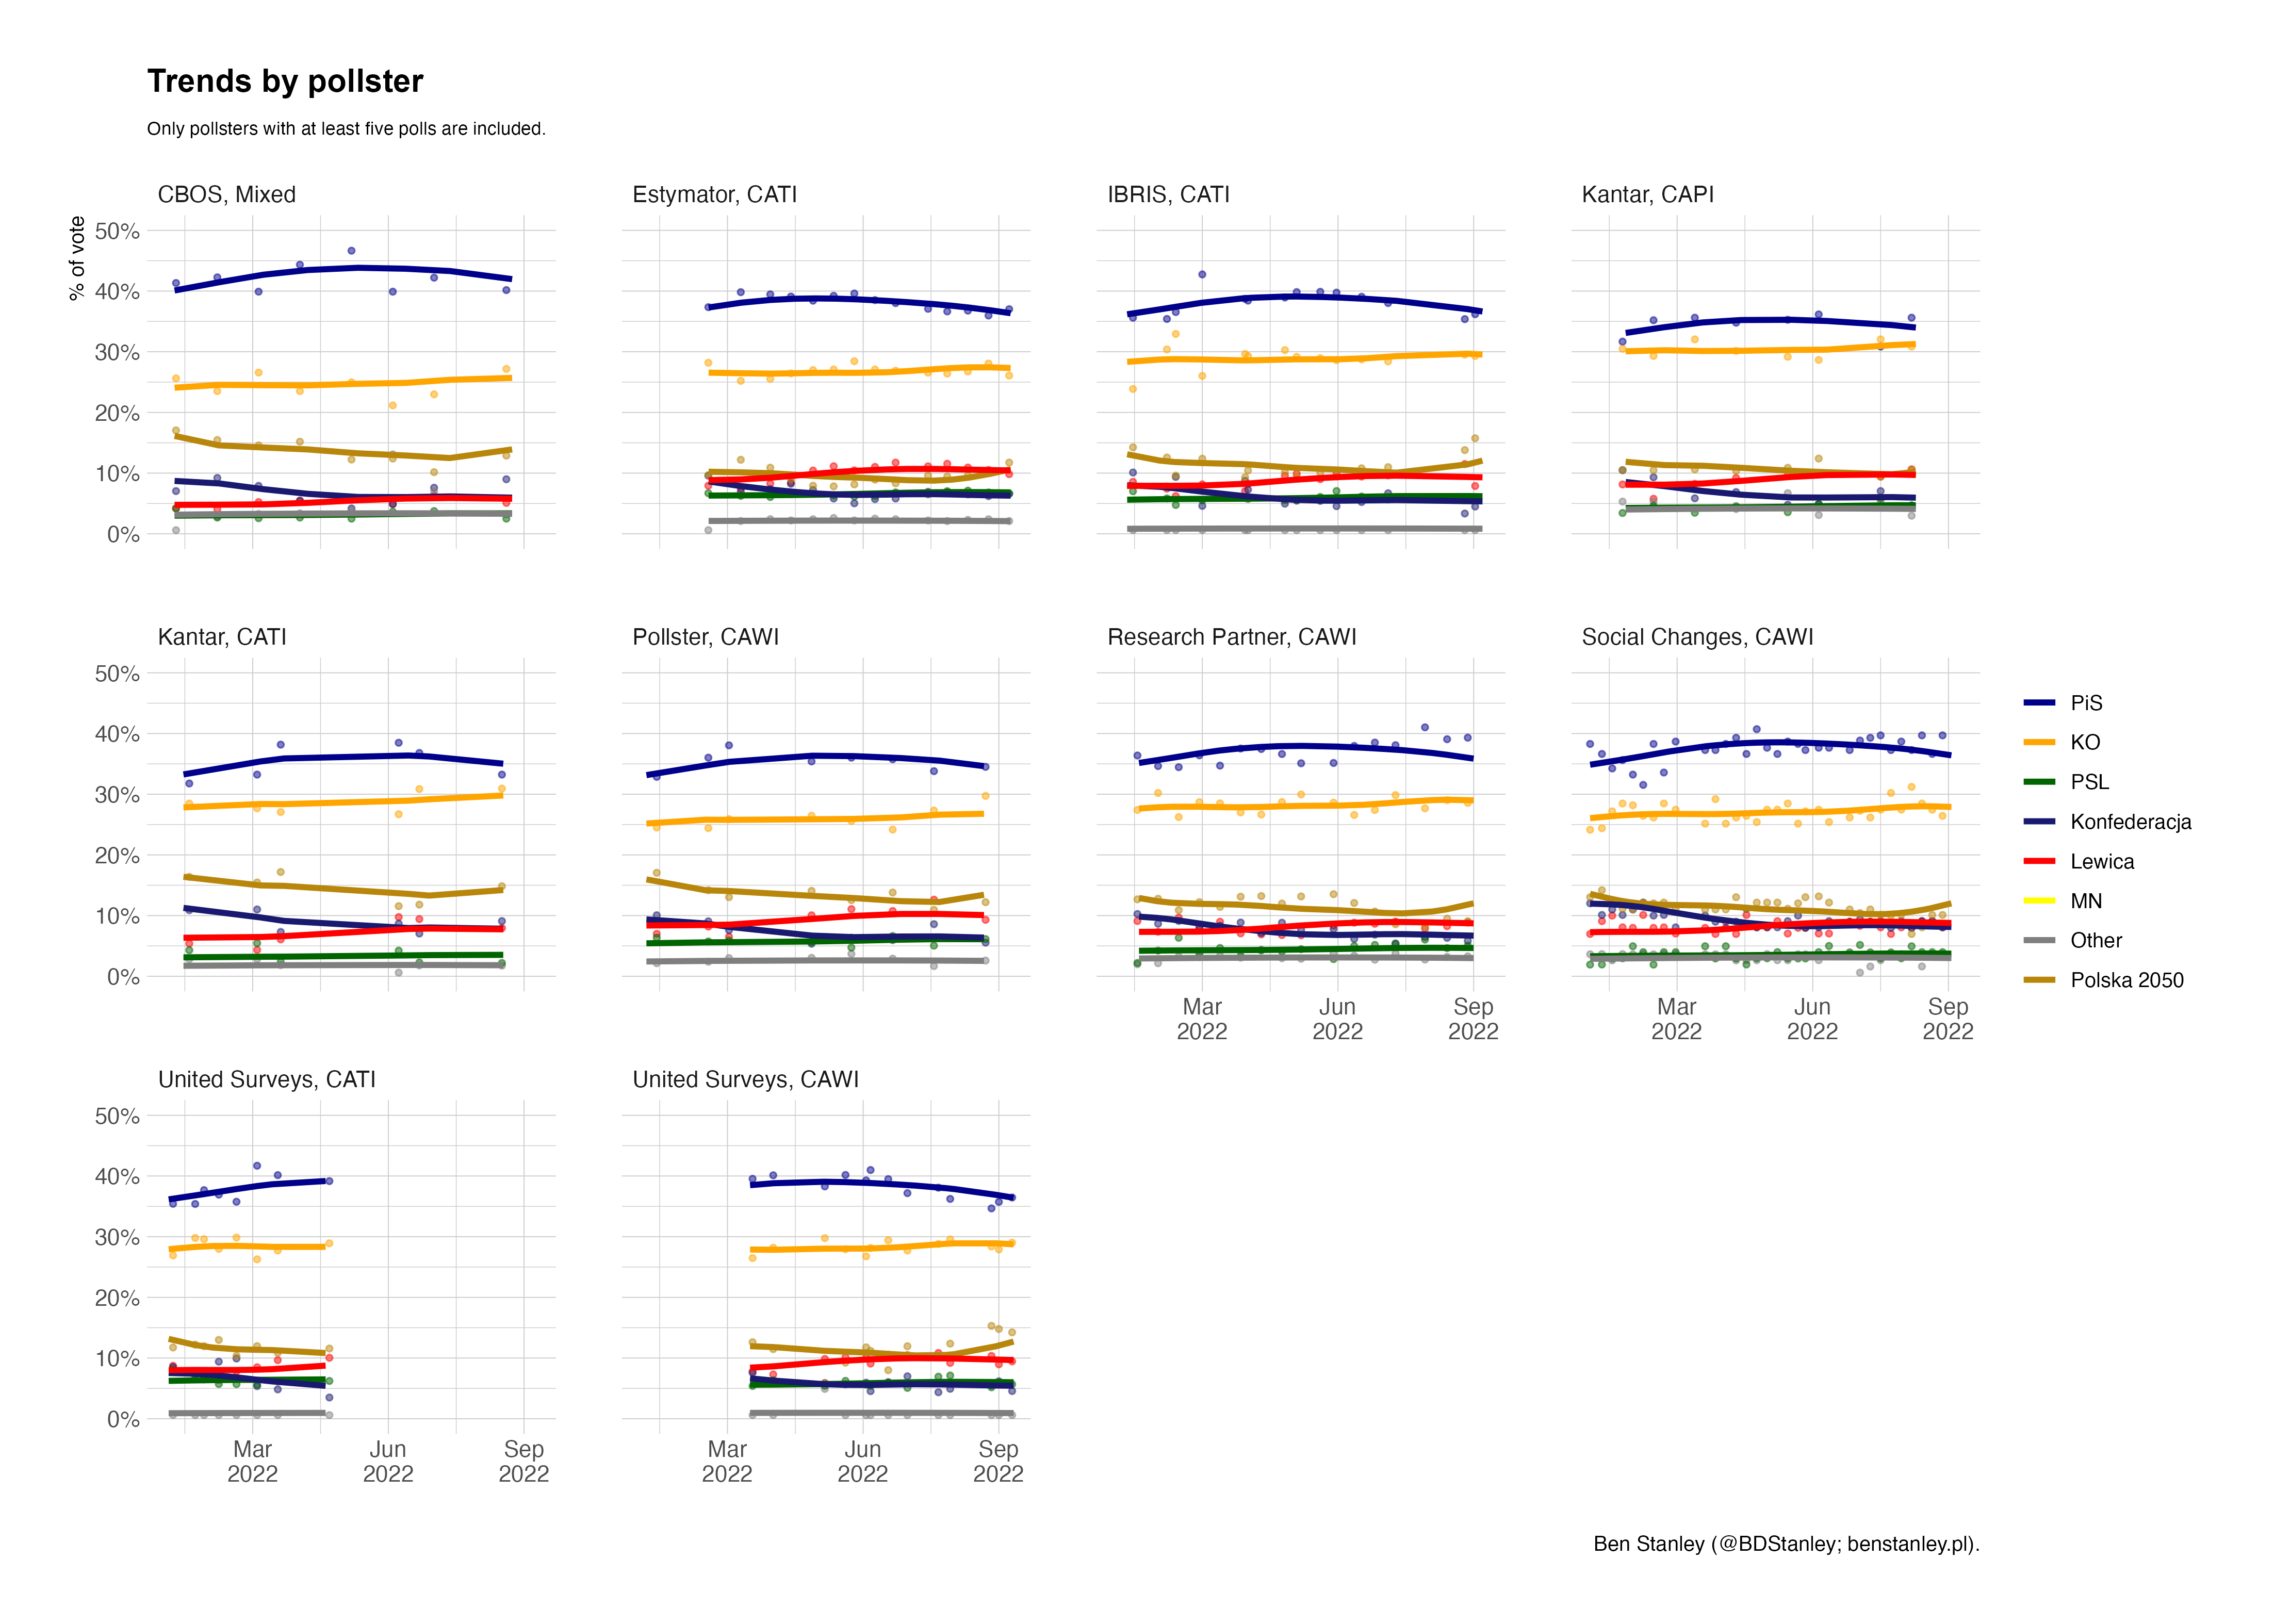 Trends by pollster
Only pollsters with at least five polls are included.
CBOS, Mixed
Estymator, CATI
IBRIS, CATI
Kantar, CAPI
% of vote
50%
40%
30%
20%
10%
0%
Kantar, CATI
Pollster, CAWI
Research Partner, CAWI
Social Changes, CAWI
50%
40%
30%
20%
10%
0%
Mar
2022
Jun
2022
Sep
2022
Mar
2022
Jun
2022
Sep
2022
PiS
KO
PSL
Konfederacja
Lewica
MN
Other
Polska 2050
United Surveys, CATI
United Surveys, CAWI
50%
40%
30%
20%
10%
0%
Mar
2022
Jun
2022
Sep
2022
Mar
2022
Jun
2022
Sep
2022
Ben Stanley (@BDStanley; benstanley.pl).